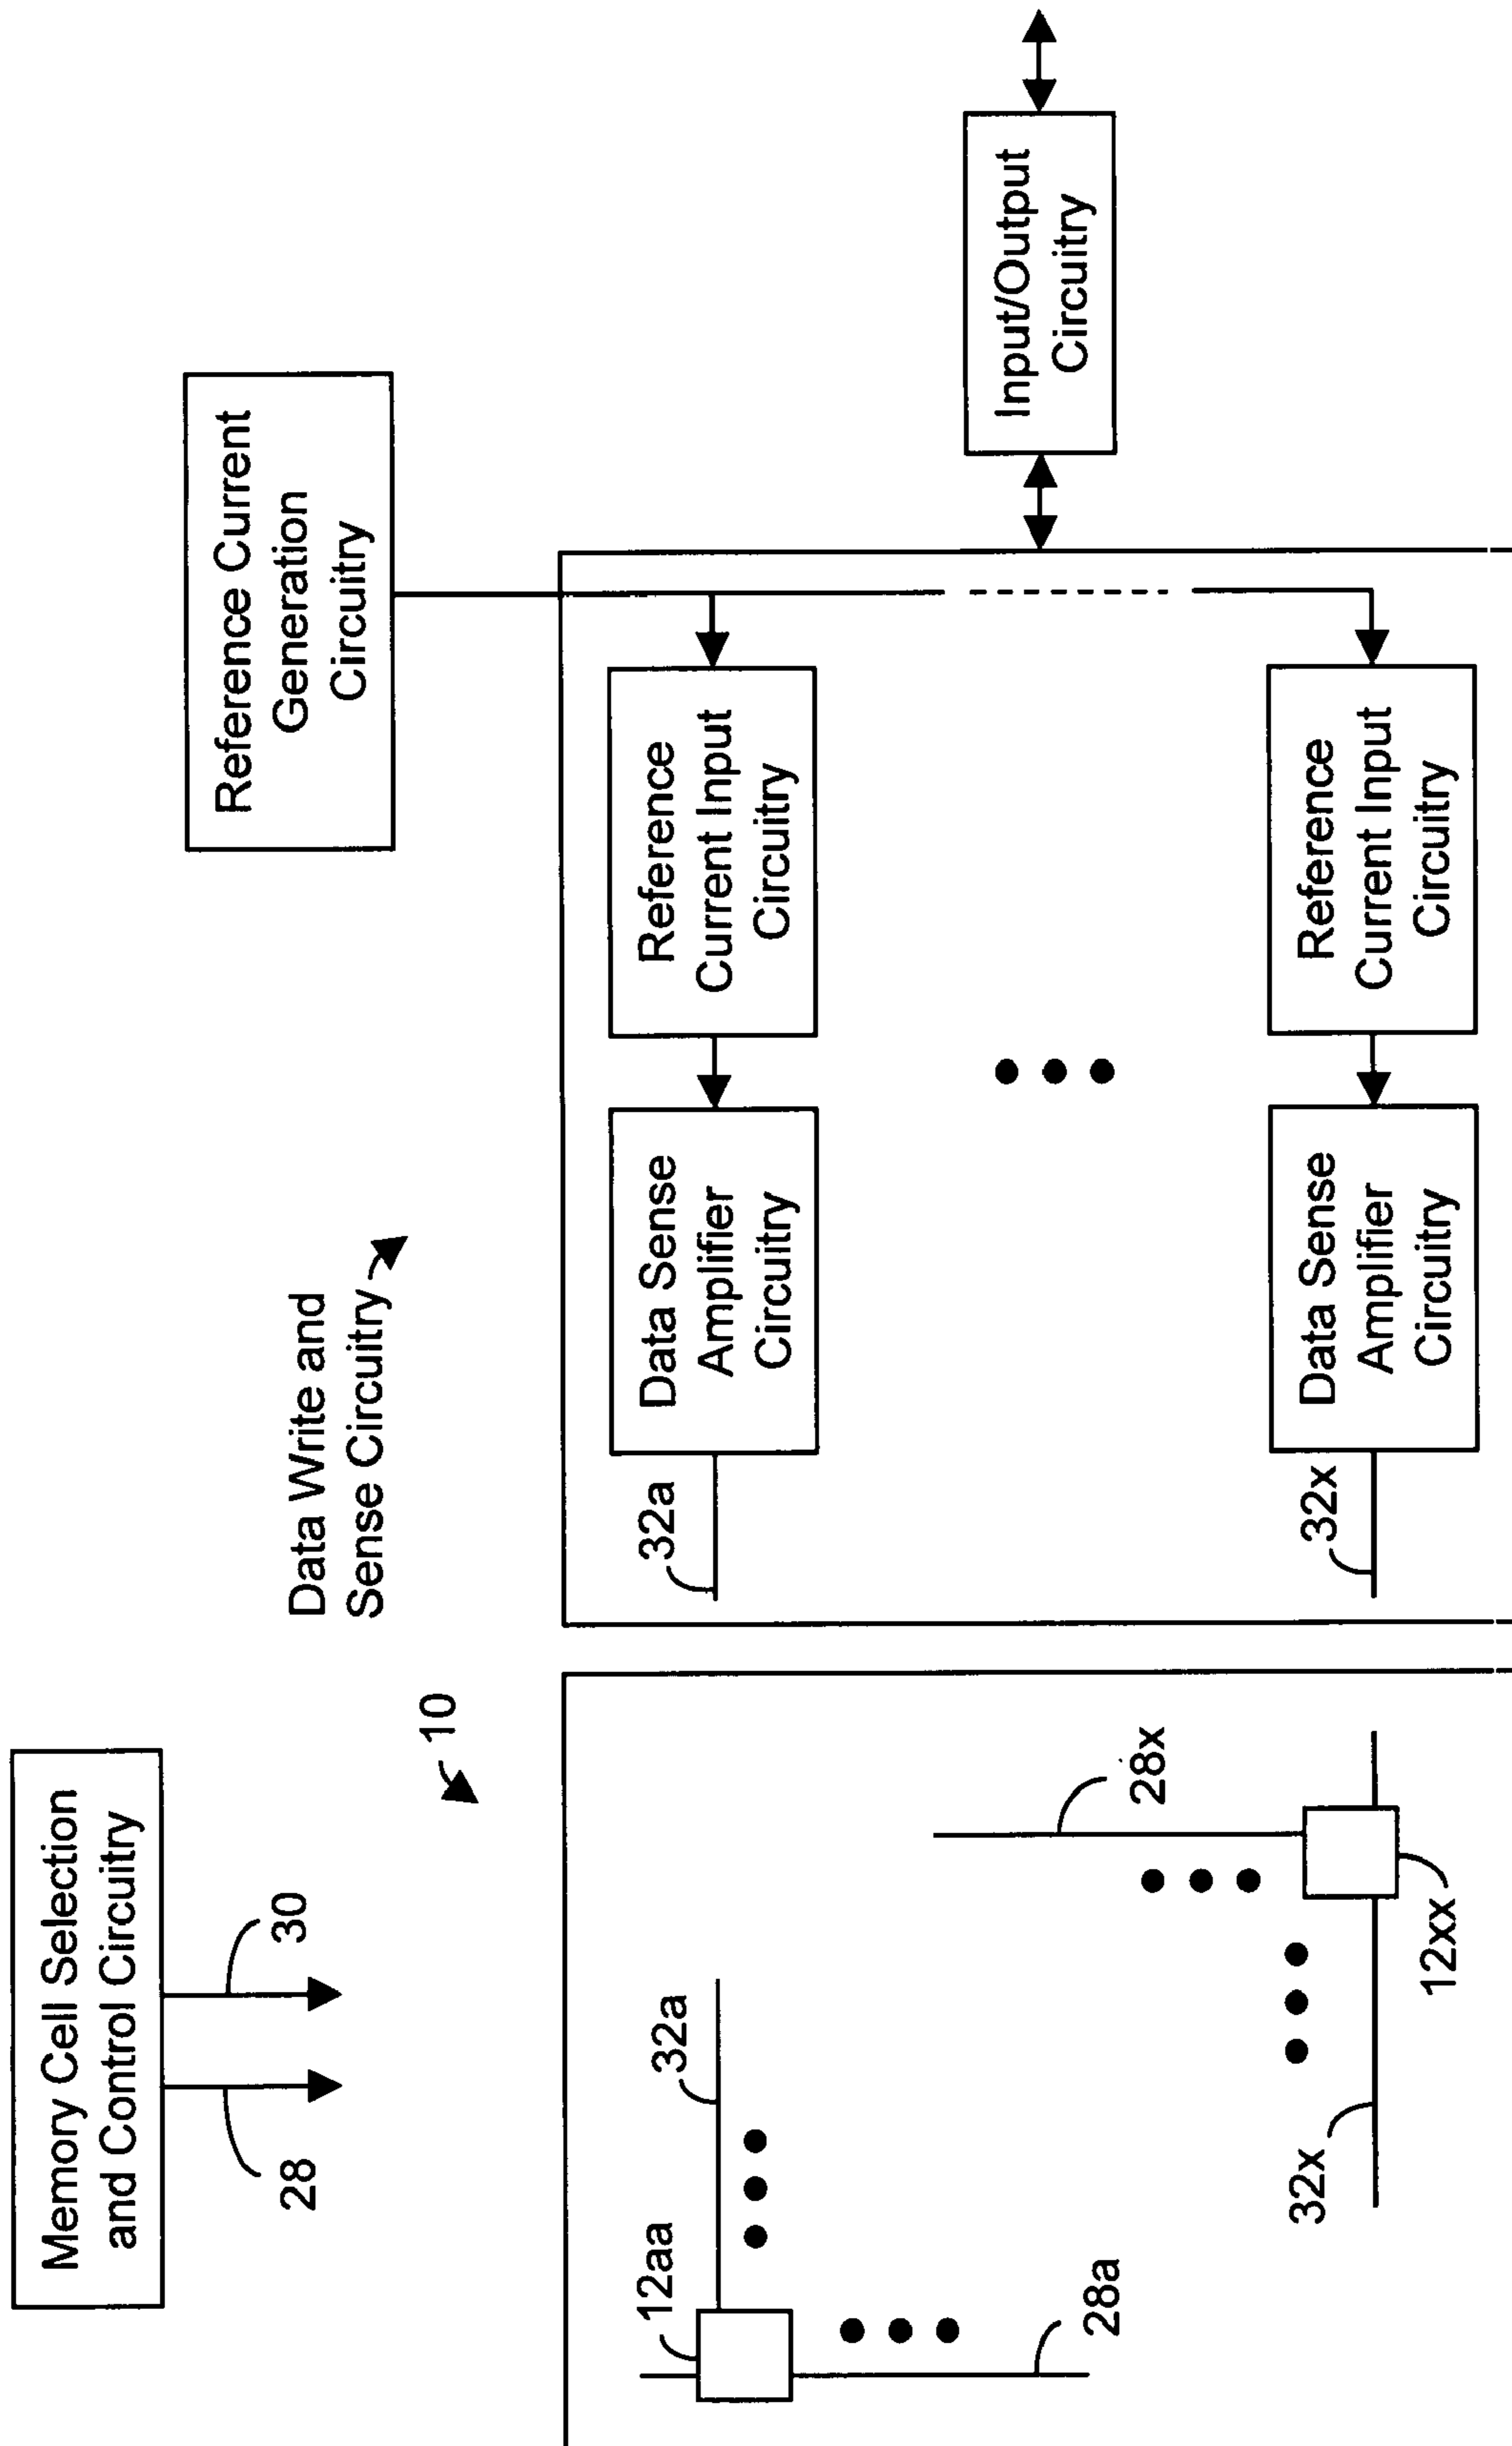 Memory Cell Selection
and Control Circuitry
28
30
10
Data Write and
Sense Circuitry
Reference Current
Generation
Circuitry
12aa
32a
28a
28x
32x
12xx
32a
Data Sense
Amplifier
Circuitry
Reference
Current Input
Circuitry
32x
Data Sense
Amplifier
Circuitry
Reference
Current Input
Circuitry
Input/Output
Circuitry